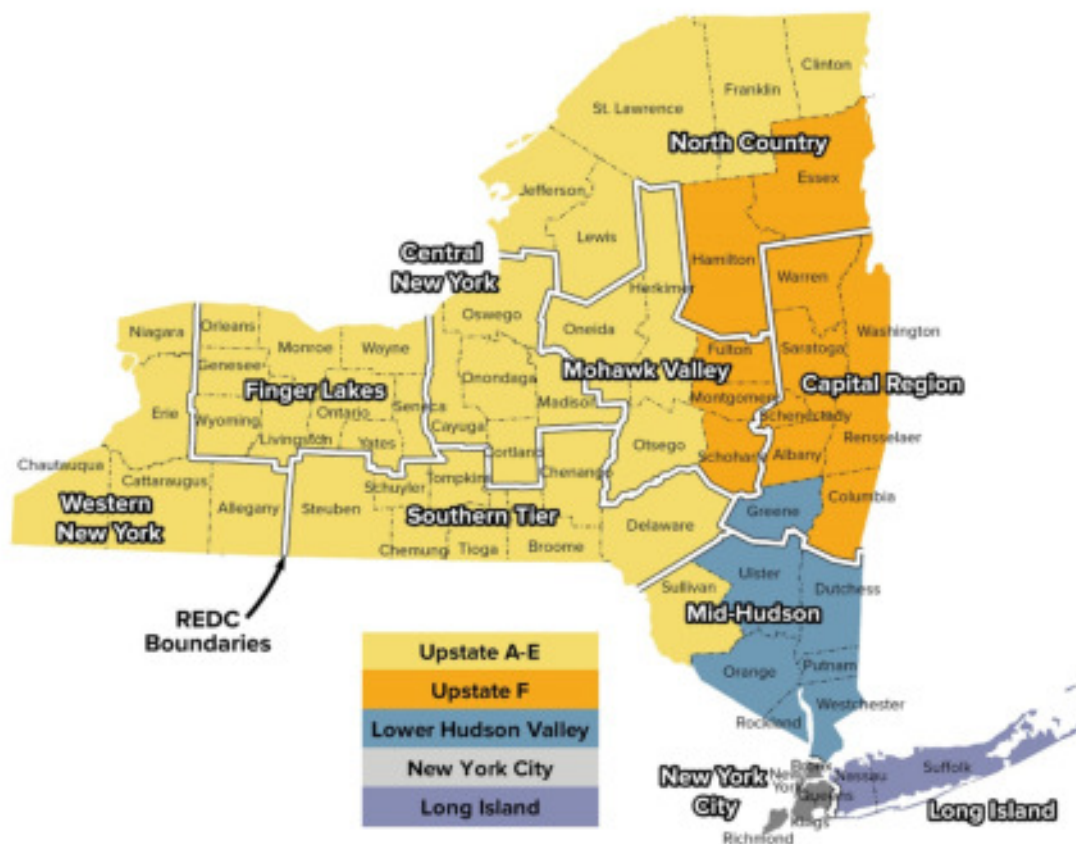 Clinton
Franklin
St. Lawrence
North Country
Essex
Jefferson
Lewis
Central
New York
Hamilton
Warren
Herkimer
Oswego
Oneida
Washington
Niagara
Orleans
Monroe
Wayne
Fulton
Saratoga
Genesee
Onondaga
Mohawk Valley
Capital Region
Finger Lakes
Madison
Montgomery
Erie
Wyoming
Ontario
Seneca
Schenectady
Livingston
Yates
Cayuga
Otsego
Rensselaer
Cortland
Schoharie
Albany
Chautauqua
Cattaraugus
Tompkins
Chenango
Schuyler
Columbia
Western
New York
Allegany
Steuben
Southern Tier
Greene
Delaware
Chemung
Tioga
Broome
Ulster
Sullivan
Dutchess
Mid-Hudson
REDC
Boundaries
Upstate A-E
Orange
Putnam
Upstate F
Westchester
Rockland
Lower Hudson Valley
New York City
Bronx
New York
Nassau
Suffolk
New York
City
Queens
Long Island
Long Island
Kings
Richmond